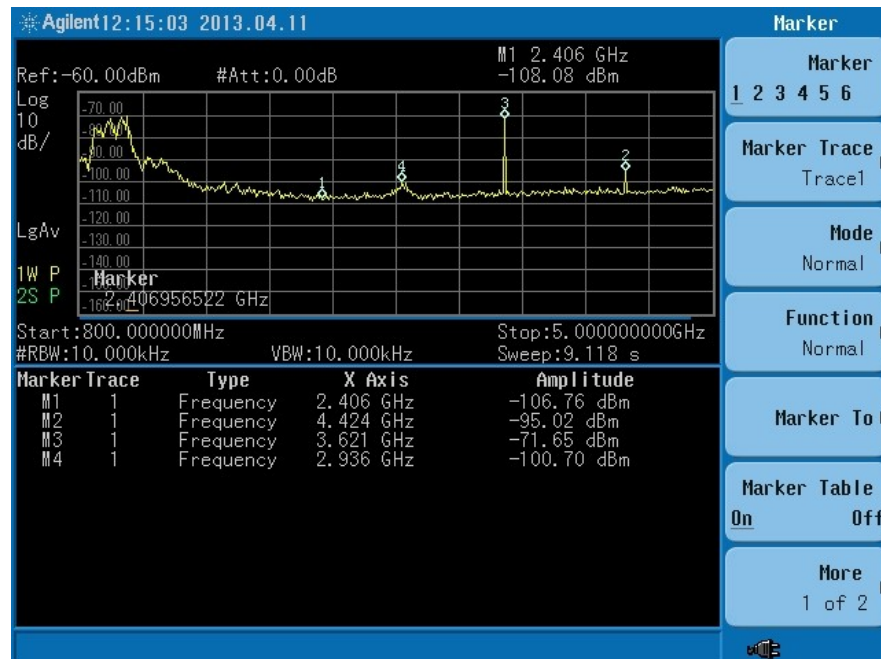 Agilent 12:15:03 2013.04.11
Marker
M1 2.406 GHz
Ref:-60.00dBm #Att:0.00dB -108.08 dBm
Log
10
dB/
-70.00
-80.00
-90.00
-100.00
-110.00
-120.00
-130.00
-140.00
-150.00
-160.00
1
4
3
2
LgAv
1W P
2S P
Marker
2.406956522 GHz
Start:800.000000MHz Stop:5.000000000GHz
#RBW:10.000kHz VBW:10.000kHz Sweep:9.118 s
Marker Trace Type X Axis Amplitude
M1 1 Frequency 2.406 GHz -106.76 dBm
M2 1 Frequency 4.424 GHz -95.02 dBm
M3 1 Frequency 3.621 GHz -71.65 dBm
M4 1 Frequency 2.936 GHz -100.70 dBm
Marker
1 2 3 4 5 6
Marker Trace
Trace1
Mode
Normal
Function
Normal
Marker To
Marker Table
On Off
More
1 of 2